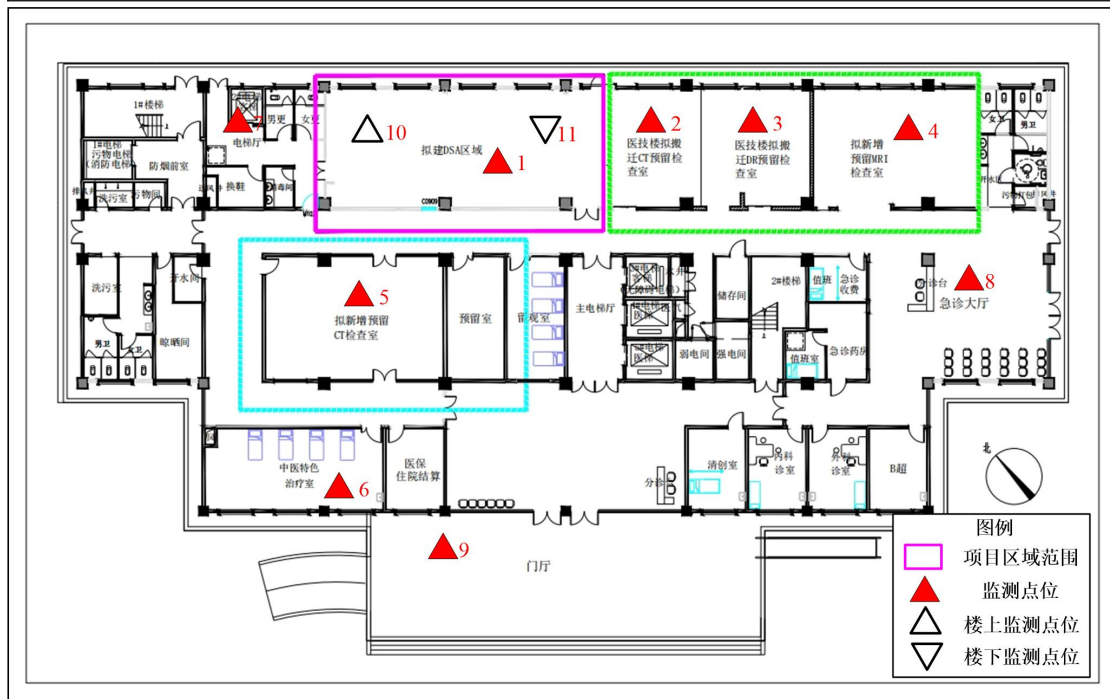 1#楼梯
电梯厅
7
男更
女更
10
11
拟建DSA区域
1
2
医技楼拟搬
迁CT预留检
查室
3
医技楼拟搬
迁DR预留检
查室
4
拟新增
预留MRI
检查室
女卫
男卫
开水间
污物打包
1#电梯
污物电梯
(消防电梯)
防烟前室
换鞋
洗污室
污物间
C0909
洗污室
开水间
男卫
女卫
晾晒间
5
拟新增预留
CT检查室
预留室
留观室
主电梯厅
医梯
医梯
弱电间
强电间
储存间
2#楼梯
值班
急诊
收费
值班室
急诊药房
分诊台
8
急诊大厅
中医特色
治疗室
6
医保
住院结算
分诊台
清创室
内科
诊室
外科
诊室
B超
北
9
门厅
图例
项目区域范围
监测点位
楼上监测点位
楼下监测点位